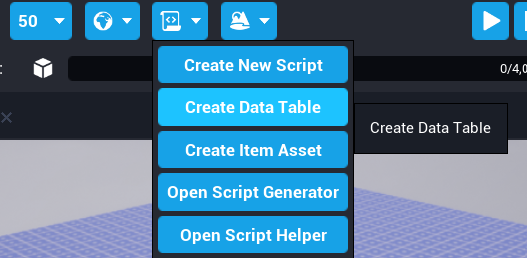 50
:
0/4,0
Create New Script
Create Data Table
Create Data Table
Create Item Asset
Open Script Generator
Open Script Helper